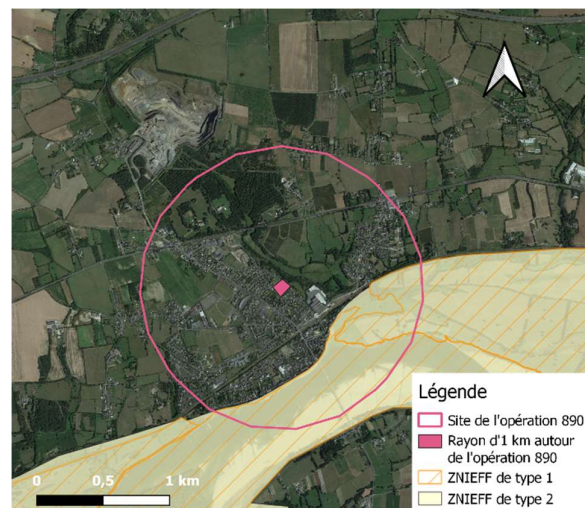 Légende
Site de l'opération 890
Rayon d'1 km autour
de l'opération 890
ZNIEFF de type 1
ZNIEFF de type 2
0 0,5 1 km